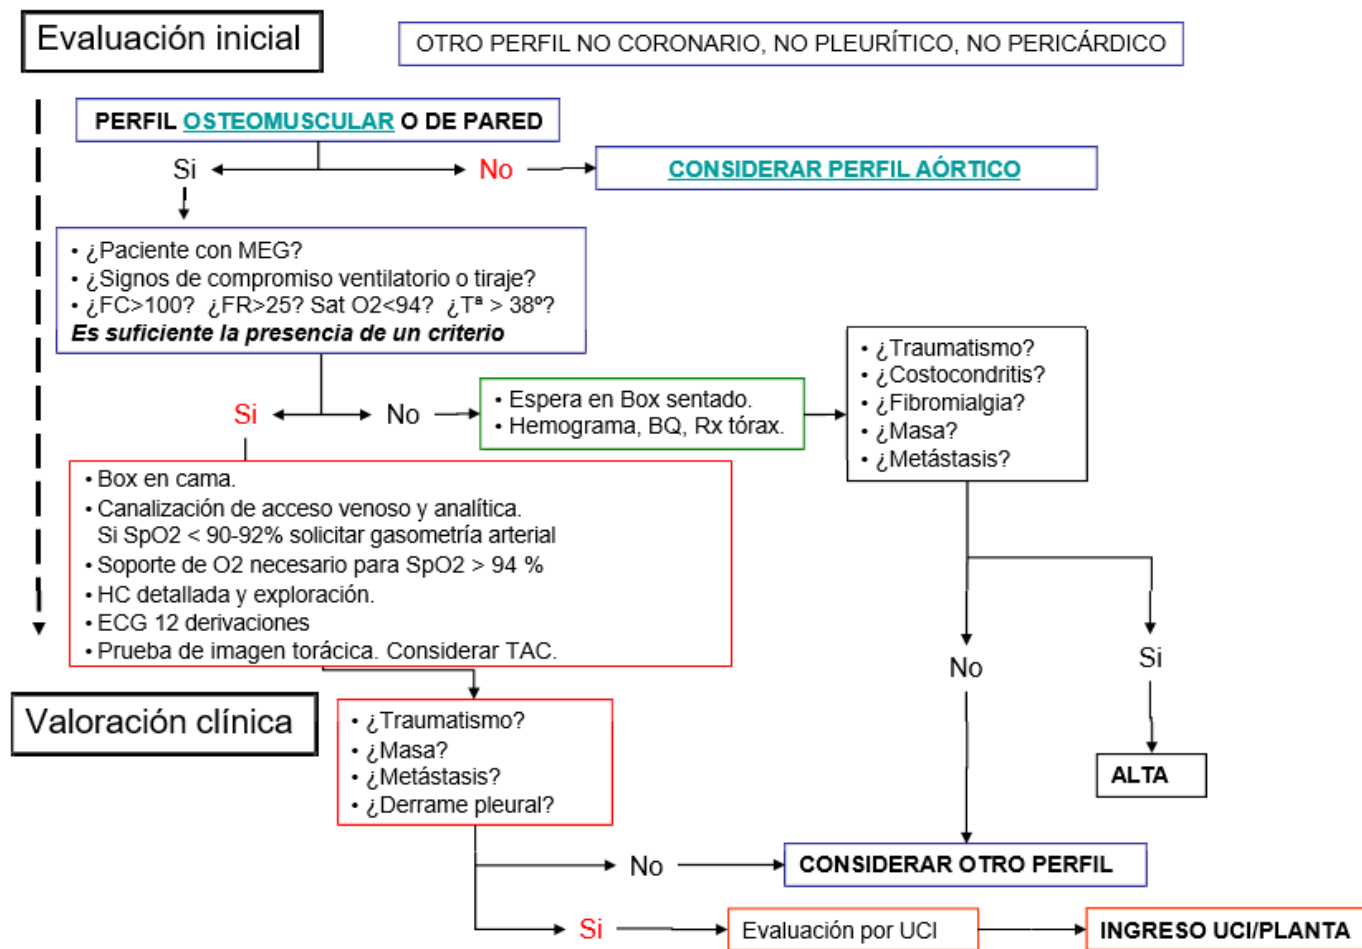 Evaluación inicial
OTRO PERFIL NO CORONARIO, NO PLEURÍTICO, NO PERICÁRDICO
PERFIL OSTEOMUSCULAR O DE PARED
Si
No
CONSIDERAR PERFIL AÓRTICO
• ¿Paciente con MEG?
• ¿Signos de compromiso ventilatorio o tiraje?
• ¿FC>100? ¿FR>25? Sat O2<94? ¿Tª > 38º?
Es suficiente la presencia de un criterio
Si
No
• Espera en Box sentado.
• Hemograma, BQ, Rx tórax.
• ¿Traumatismo?
• ¿Costocondritis?
• ¿Fibromialgia?
• ¿Masa?
• ¿Metástasis?
• Box en cama.
• Canalización de acceso venoso y analítica.
Si SpO2 < 90-92% solicitar gasometría arterial
• Soporte de O2 necesario para SpO2 > 94 %
• HC detallada y exploración.
• ECG 12 derivaciones
• Prueba de imagen torácica. Considerar TAC.
No
Si
Valoración clínica
• ¿Traumatismo?
• ¿Masa?
• ¿Metástasis?
• ¿Derrame pleural?
ALTA
No
CONSIDERAR OTRO PERFIL
Si
Evaluación por UCI
INGRESO UCI/PLANTA